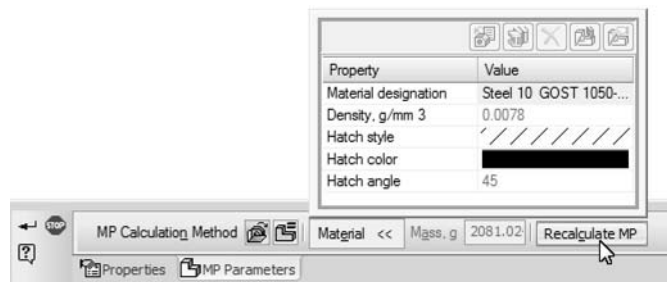 Property Value
Material designation Steel 10 GOST 1050-...
Density, g/mm 3 0.0078
Hatch style
Hatch color
Hatch angle 45
STOP MP Calculation Method Material << Mass, g 2081.02 Recalculate MP
Properties MP Parameters